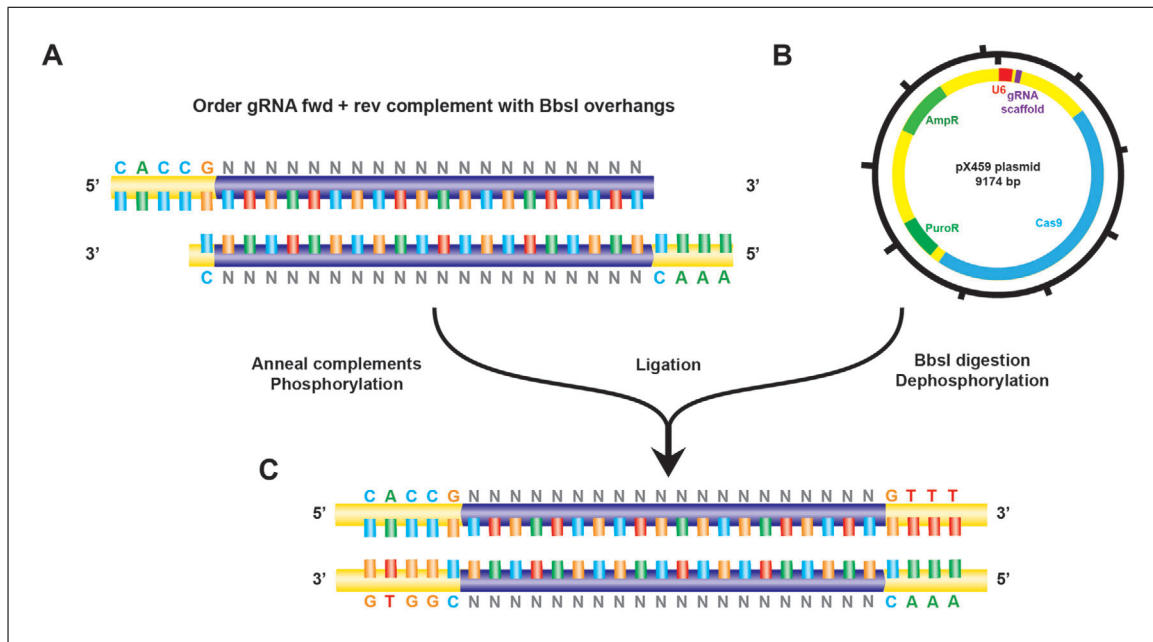 A
Order gRNA fwd + rev complement with BbsI overhangs
C A C C G N N N N N N N N N N N N N N N N N N N N
5’ 3’
3’ 5’
C N N N N N N N N N N N N N N N N N N N N C A A A
B
U6
gRNA
scaffold
AmpR
pX459 plasmid
9174 bp
PuroR
Cas9
Anneal complements
Phosphorylation
Ligation
BbsI digestion
Dephosphorylation
C
C A C C G N N N N N N N N N N N N N N N N N N N N G T T T
5’ 3’
3’ 5’
G T G G C N N N N N N N N N N N N N N N N N N N N C A A A